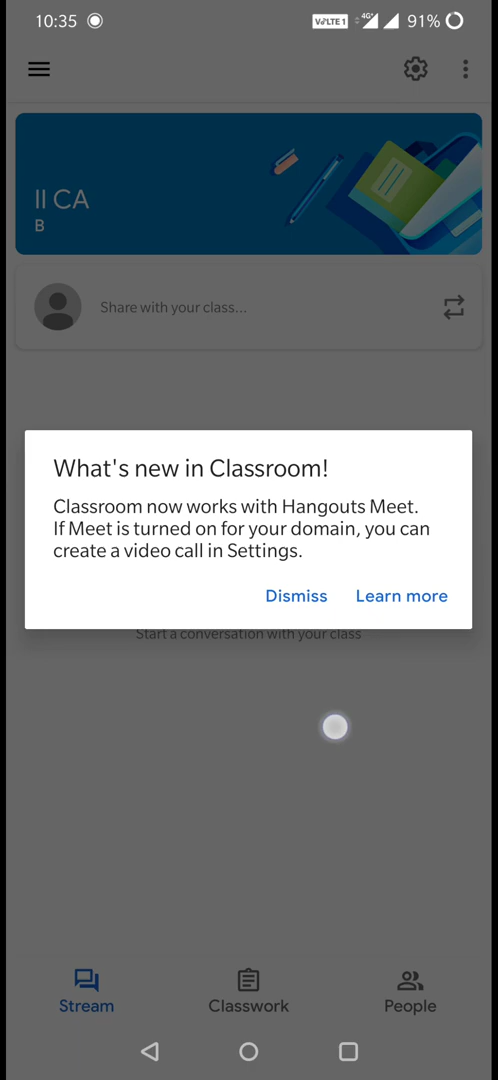 10:35
VoLTE 1
4G+
91%
II CA
B
Share with your class...
What's new in Classroom!
Classroom now works with Hangouts Meet.
If Meet is turned on for your domain, you can
create a video call in Settings.
Dismiss
Learn more
Start a conversation with your class
Stream
Classwork
People